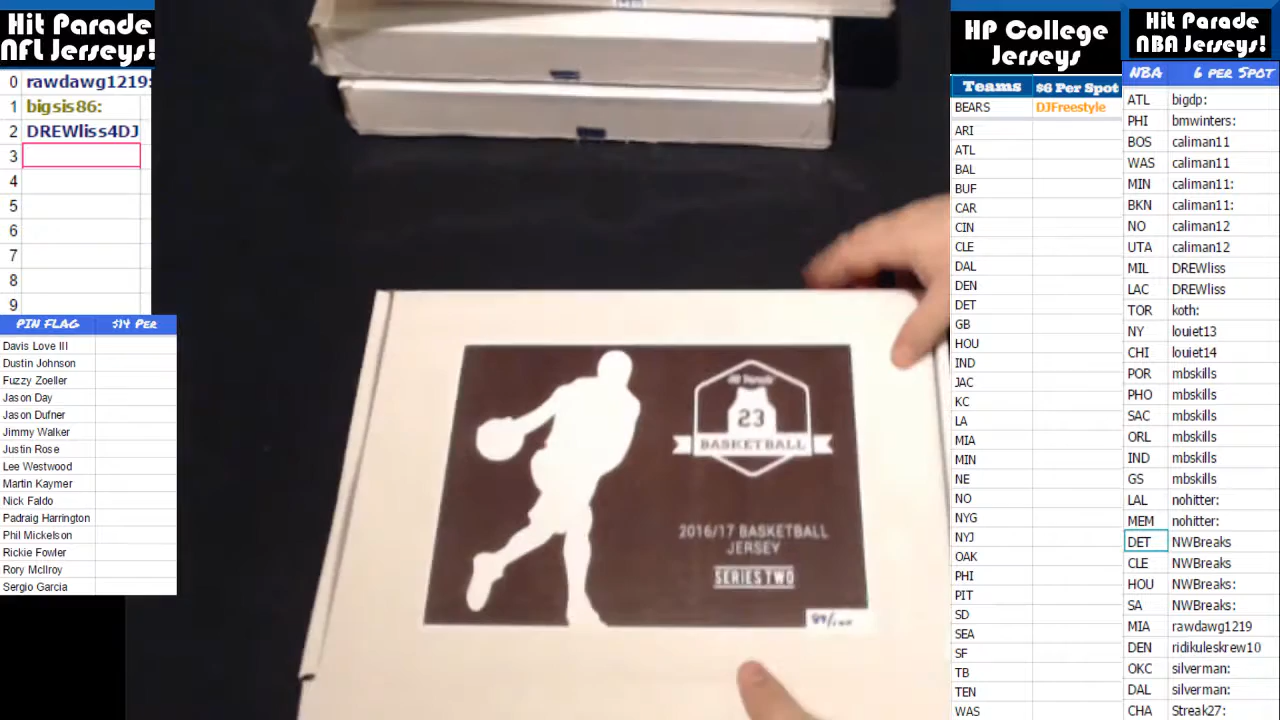 Hit Parade
NFL Jerseys!
0 rawdawg1219:
1 bigsis86:
2 DREWliss4DJ
3
4
5
6
7
8
9
PIN FLAG $14 Per
Davis Love III
Dustin Johnson
Fuzzy Zoeller
Jason Day
Jason Dufner
Jimmy Walker
Justin Rose
Lee Westwood
Martin Kaymer
Nick Faldo
Padraig Harrington
Phil Mickelson
Rickie Fowler
Rory McIlroy
Sergio Garcia
Hit Parade
23
BASKETBALL
2016/17 BASKETBALL
JERSEY
SERIES TWO
HP College
Jerseys
Teams $6 Per Spot
BEARS DJFreestyle
ARI
ATL
BAL
BUF
CAR
CIN
CLE
DAL
DEN
DET
GB
HOU
IND
JAC
KC
LA
MIA
MIN
NE
NO
NYG
NYJ
OAK
PHI
PIT
SD
SEA
SF
TB
TEN
WAS
Hit Parade
NBA Jerseys!
NBA 6 per Spot
ATL bigdp:
PHI bmwinters:
BOS caliman11
WAS caliman11
MIN caliman11:
BKN caliman11:
NO caliman12
UTA caliman12
MIL DREWliss
LAC DREWliss
TOR koth:
NY louiet13
CHI louiet14
POR mbskills
PHO mbskills
SAC mbskills
ORL mbskills
IND mbskills
GS mbskills
LAL nohitter:
MEM nohitter:
DET NWBreaks
CLE NWBreaks
HOU NWBreaks:
SA NWBreaks:
MIA rawdawg1219
DEN ridikuleskrew10
OKC silverman:
DAL silverman:
CHA Streak27: